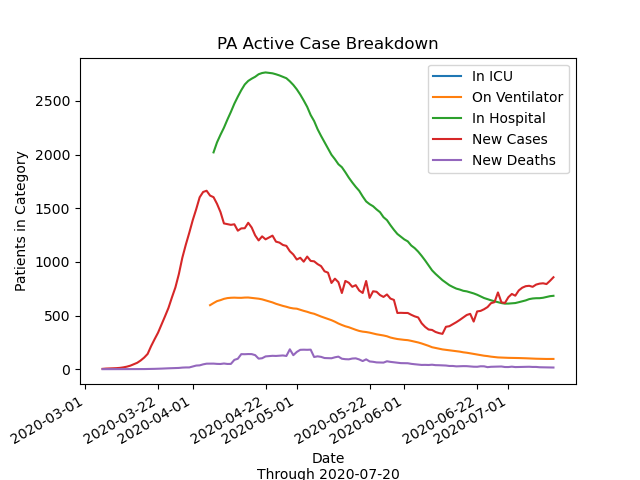 PA Active Case Breakdown
Patients in Category
2500
2000
1500
1000
500
0
In ICU
On Ventilator
In Hospital
New Cases
New Deaths
2020-03-01
2020-03-22
2020-04-01
2020-04-22
2020-05-01
2020-05-22
2020-06-01
2020-06-22
2020-07-01
Date
Through 2020-07-20